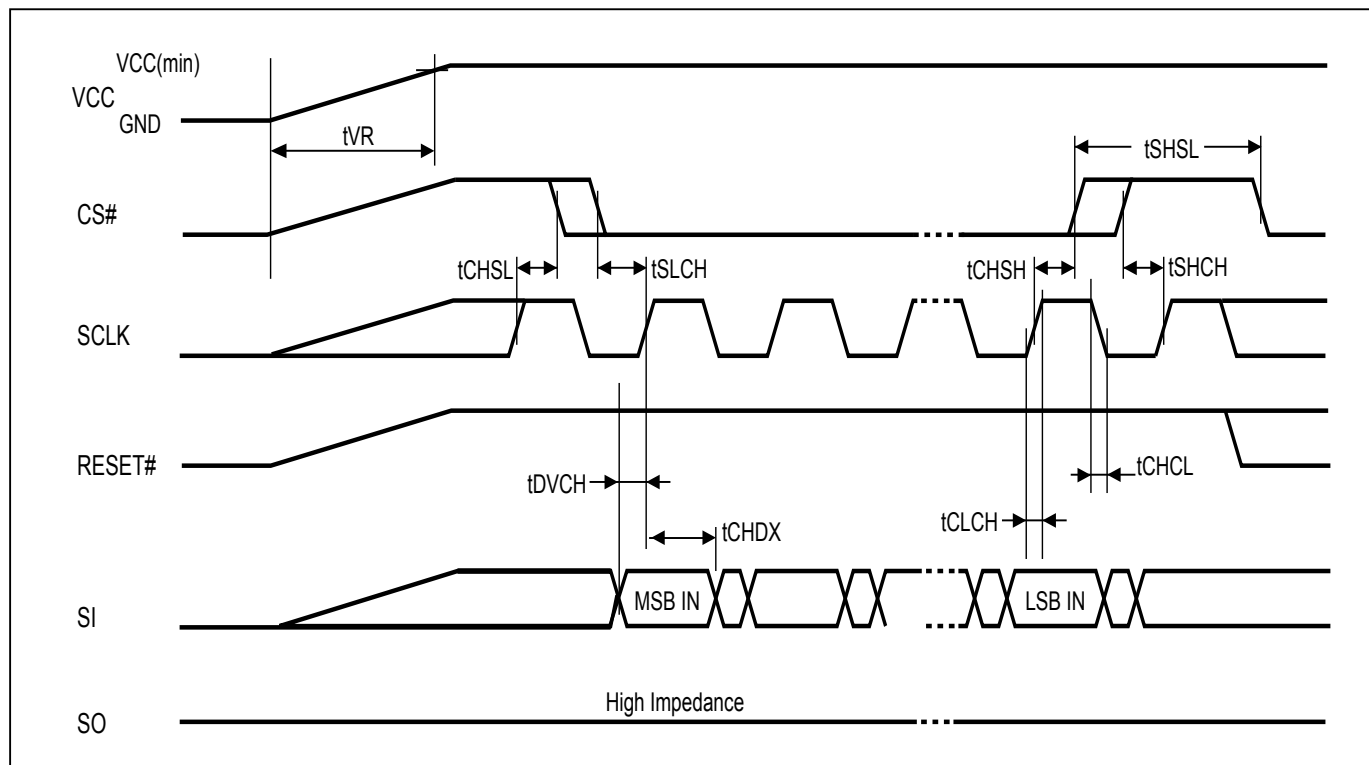 VCC(min)
VCC
GND
tVR
tSHSL
CS#
tCHSL
tSLCH
tCHSH
tSHCH
SCLK
RESET#
tDVCH
tCHCL
tCHDX
tCLCH
SI
MSB IN
LSB IN
High Impedance
SO